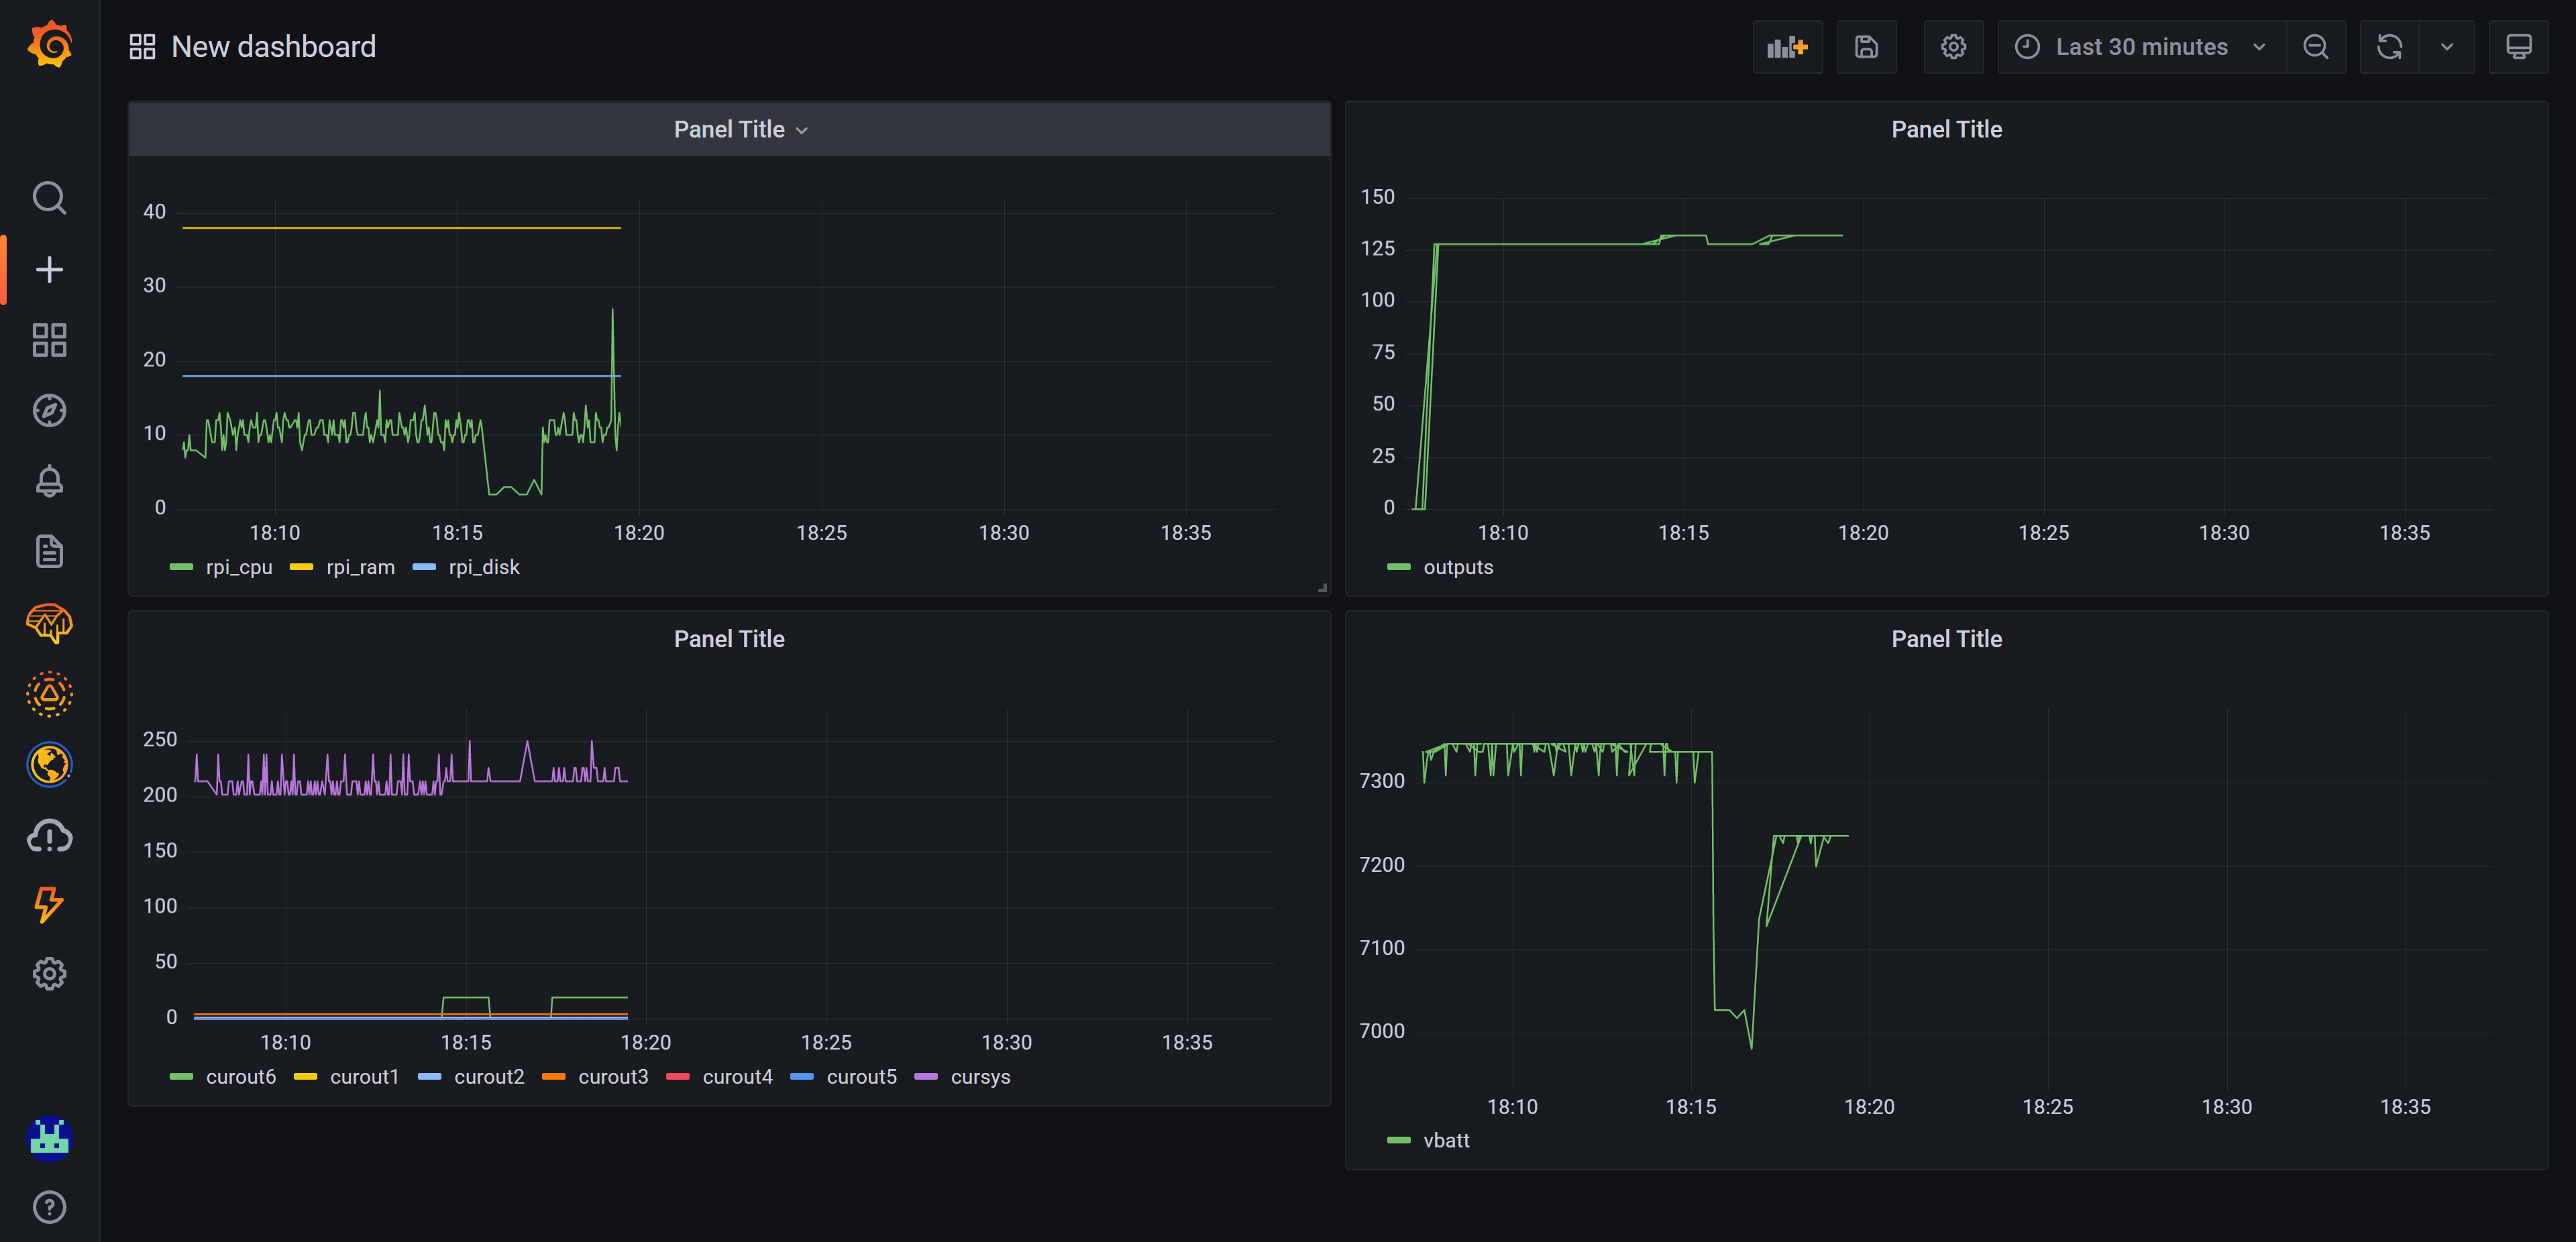 New dashboard
Last 30 minutes
Panel Title
40
30
20
10
0
18:10 18:15 18:20 18:25 18:30 18:35
rpi_cpu rpi_ram rpi_disk
Panel Title
150
125
100
75
50
25
0
18:10 18:15 18:20 18:25 18:30 18:35
outputs
Panel Title
250
200
150
100
50
0
18:10 18:15 18:20 18:25 18:30 18:35
curout6 curout1 curout2 curout3 curout4 curout5 cursys
Panel Title
7300
7200
7100
7000
18:10 18:15 18:20 18:25 18:30 18:35
vbatt